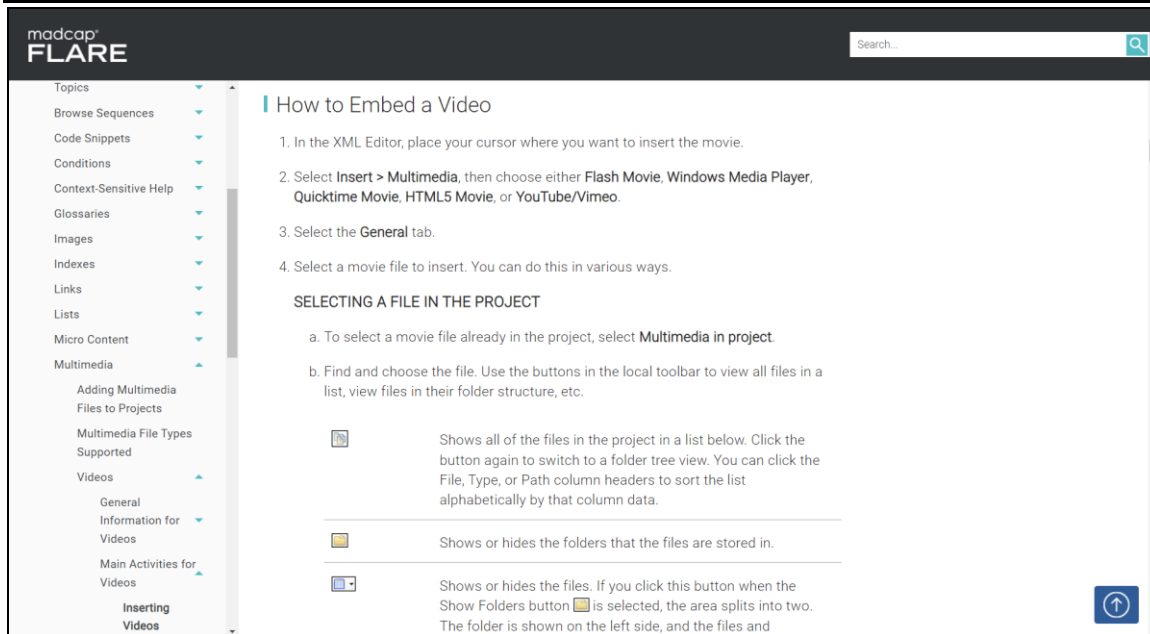 madcap®
FLARE
Search...
Topics
Browse Sequences
Code Snippets
Conditions
Context-Sensitive Help
Glossaries
Images
Indexes
Links
Lists
Micro Content
Multimedia
Adding Multimedia
Files to Projects
Multimedia File Types
Supported
Videos
General
Information for
Videos
Main Activities for
Videos
Inserting
Videos
How to Embed a Video
1. In the XML Editor, place your cursor where you want to insert the movie.
2. Select Insert > Multimedia, then choose either Flash Movie, Windows Media Player,
Quicktime Movie, HTML5 Movie, or YouTube/Vimeo.
3. Select the General tab.
4. Select a movie file to insert. You can do this in various ways.
SELECTING A FILE IN THE PROJECT
a. To select a movie file already in the project, select Multimedia in project.
b. Find and choose the file. Use the buttons in the local toolbar to view all files in a
list, view files in their folder structure, etc.
Shows all of the files in the project in a list below. Click the
button again to switch to a folder tree view. You can click the
File, Type, or Path column headers to sort the list
alphabetically by that column data.
Shows or hides the folders that the files are stored in.
Shows or hides the files. If you click this button when the
Show Folders button is selected, the area splits into two.
The folder is shown on the left side, and the files and